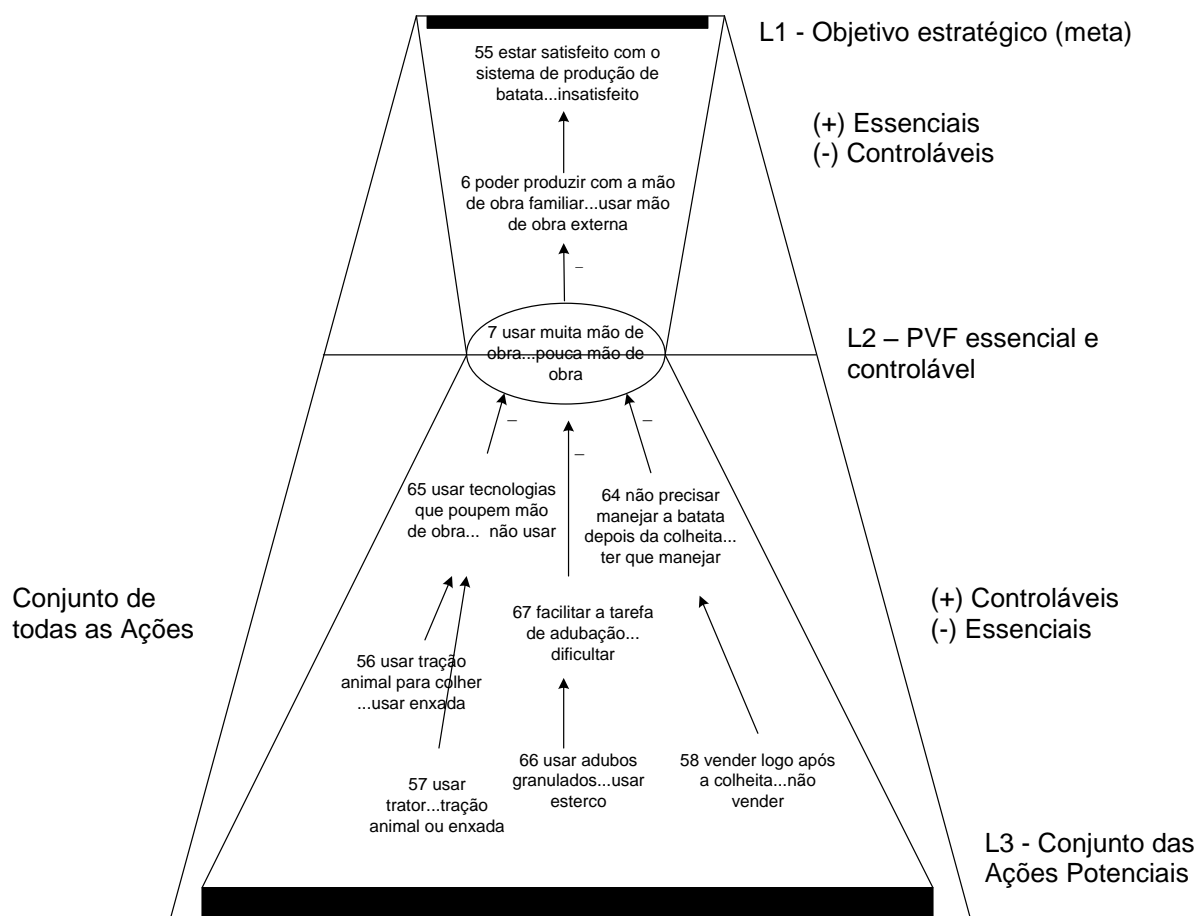 L1 - Objetivo estratégico (meta)
55 estar satisfeito com o
sistema de produção de
batata...insatisfeito
(+) Essenciais
(-) Controláveis
6 poder produzir com a mão
de obra familiar...usar mão
de obra externa
–
7 usar muita mão de
obra...pouca mão de
obra
L2 – PVF essencial e
controlável
–
–
–
65 usar tecnologias
que poupem mão
de obra... não usar
64 não precisar
manejar a batata
depois da colheita...
ter que manejar
Conjunto de
todas as Ações
67 facilitar a tarefa
de adubação...
dificultar
(+) Controláveis
(-) Essenciais
56 usar tração
animal para colher
...usar enxada
57 usar
trator...tração
animal ou enxada
66 usar adubos
granulados...usar
esterco
58 vender logo após
a colheita...não
vender
L3 - Conjunto das
Ações Potenciais